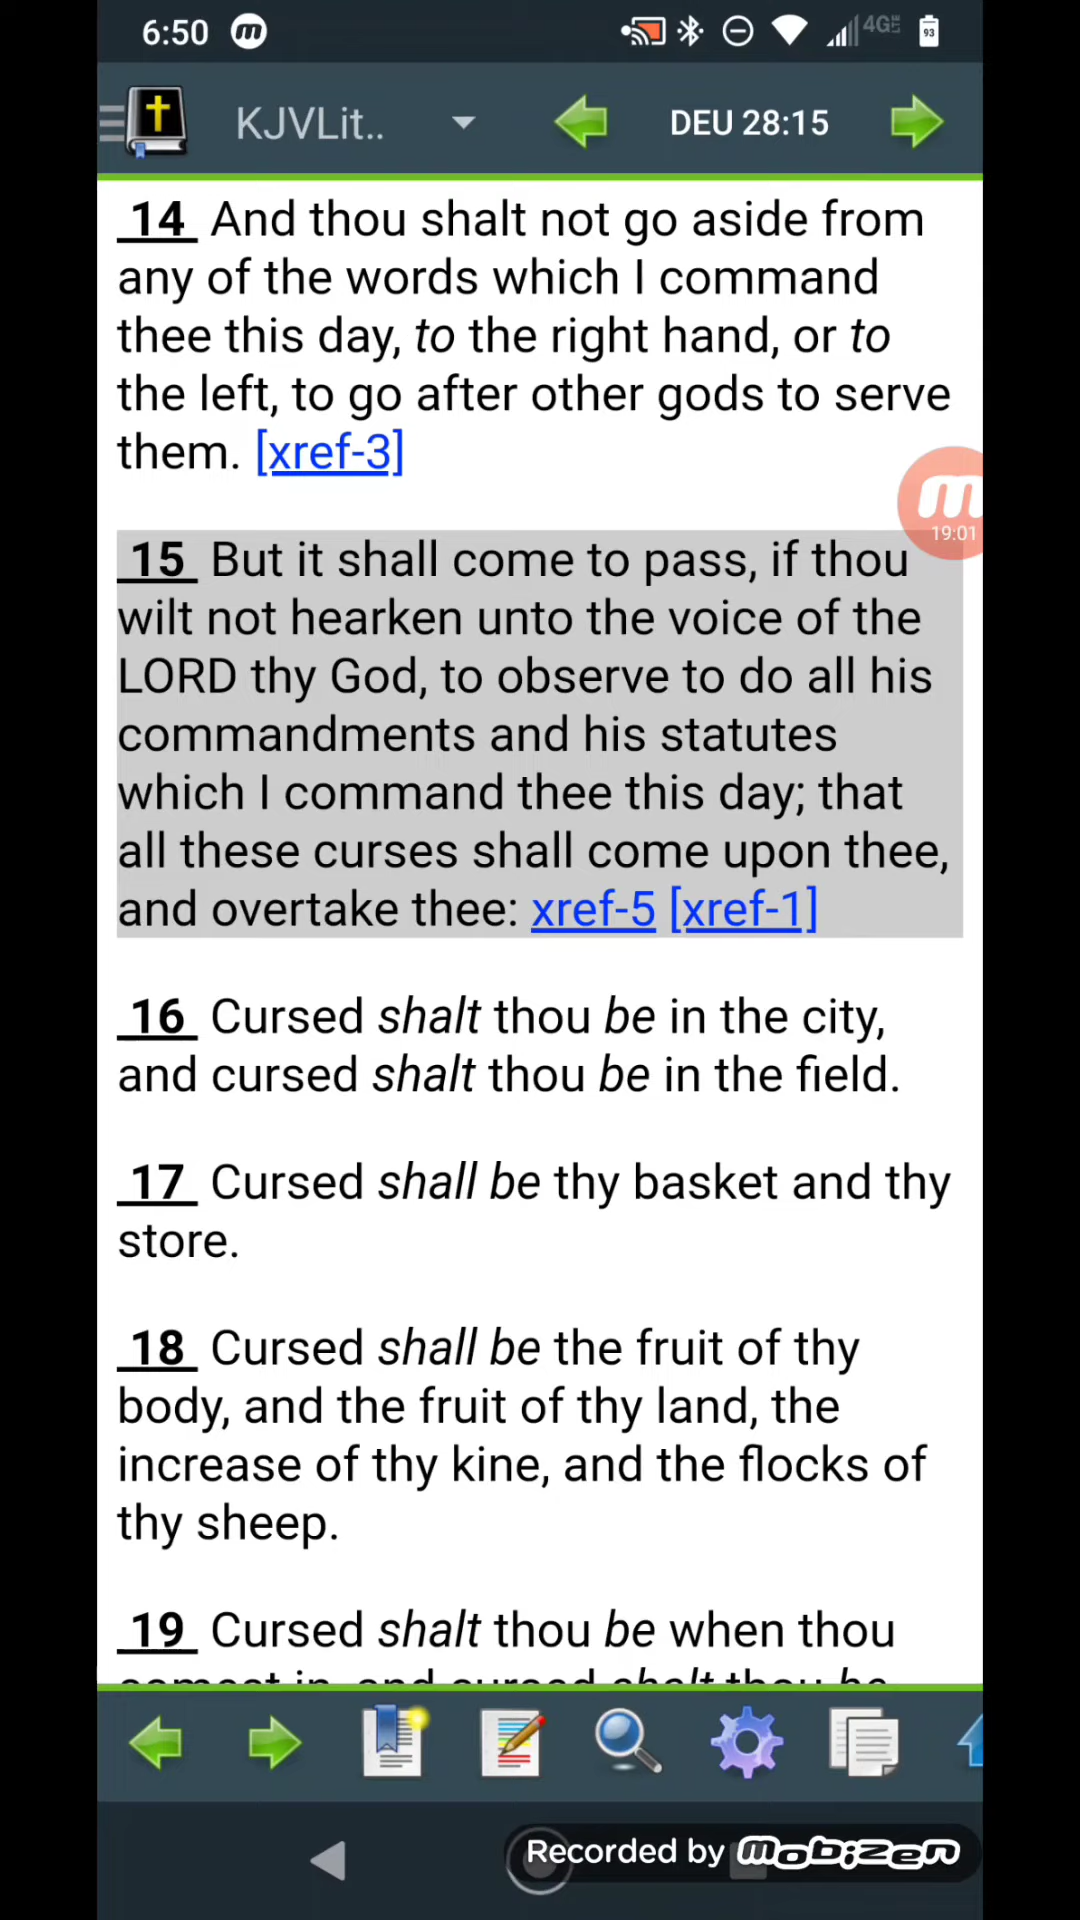 6:50 m 4G LTE 93
KJVLit.. DEU 28:15
14 And thou shalt not go aside from
any of the words which I command
thee this day, to the right hand, or to
the left, to go after other gods to serve
them. [xref-3]
m
19:01
15 But it shall come to pass, if thou
wilt not hearken unto the voice of the
LORD thy God, to observe to do all his
commandments and his statutes
which I command thee this day; that
all these curses shall come upon thee,
and overtake thee: xref-5 [xref-1]
16 Cursed shalt thou be in the city,
and cursed shalt thou be in the field.
17 Cursed shall be thy basket and thy
store.
18 Cursed shall be the fruit of thy
body, and the fruit of thy land, the
increase of thy kine, and the flocks of
thy sheep.
19 Cursed shalt thou be when thou
comest in, and cursed shalt thou be
Recorded by mobizen